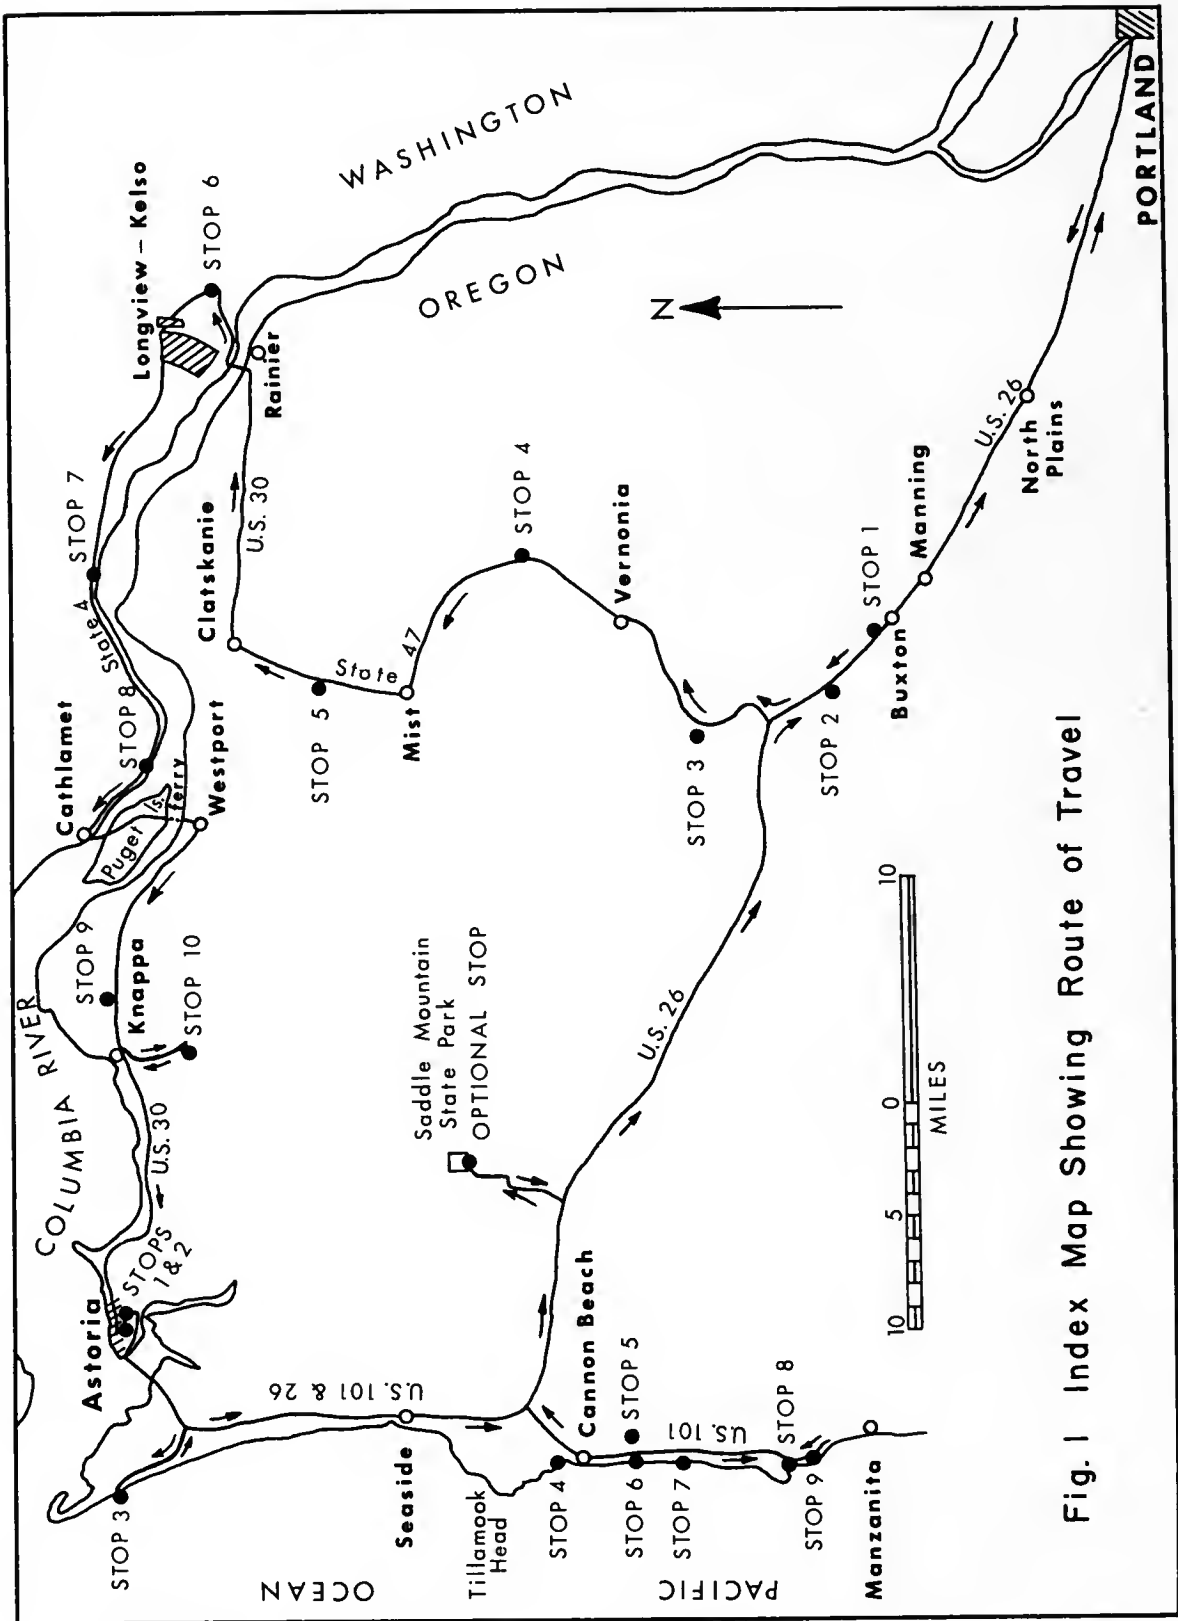 WASHINGTON
OREGON
Longview - Kelso
STOP 6
Rainier
STOP 7
State 4
Clatskanie
U.S. 30
Cathlamet
STOP 8
Puget Is.
ferry
Westport
STOP 9
Knappa
STOP 10
COLUMBIA RIVER
U.S. 30
STOPS
1 & 2
Astoria
STOP 3
N
STOP 4
Vernonia
State 47
STOP 5
Mist
STOP 3
STOP 2
STOP 1
Buxton
Manning
North
Plains
U.S. 26
PORTLAND
Saddle Mountain
State Park
OPTIONAL STOP
U.S. 26
U.S. 101 & 26
Seaside
Tillamook
Head
Cannon Beach
STOP 4
STOP 5
STOP 6
STOP 7
U.S. 101
STOP 8
STOP 9
Manzanita
PACIFIC
OCEAN
10 5 0 10
MILES
Fig. 1 Index Map Showing Route of Travel